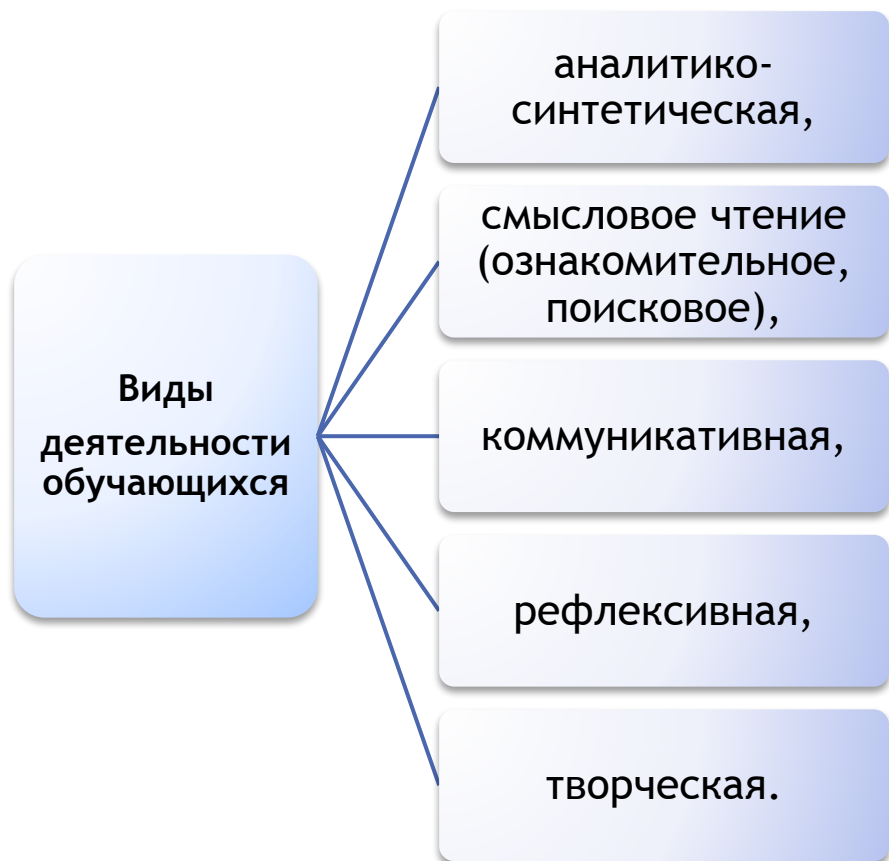 Виды
деятельности
обучающихся
аналитико-
синтетическая,
смысловое чтение
(ознакомительное,
поисковое),
коммуникативная,
рефлексивная,
творческая.